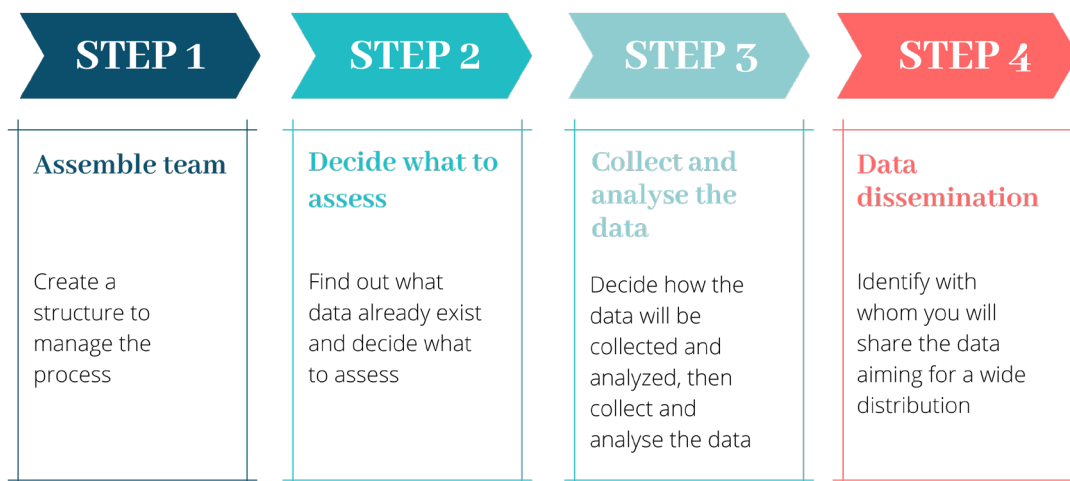 STEP 1
STEP 2
STEP 3
STEP 4
Assemble team
Create a
structure to
manage the
process
Decide what to
assess
Find out what
data already exist
and decide what
to assess
Collect and
analyse the
data
Decide how the
data will be
collected and
analyzed, then
collect and
analyse the data
Data
dissemination
Identify with
whom you will
share the data
aiming for a wide
distribution